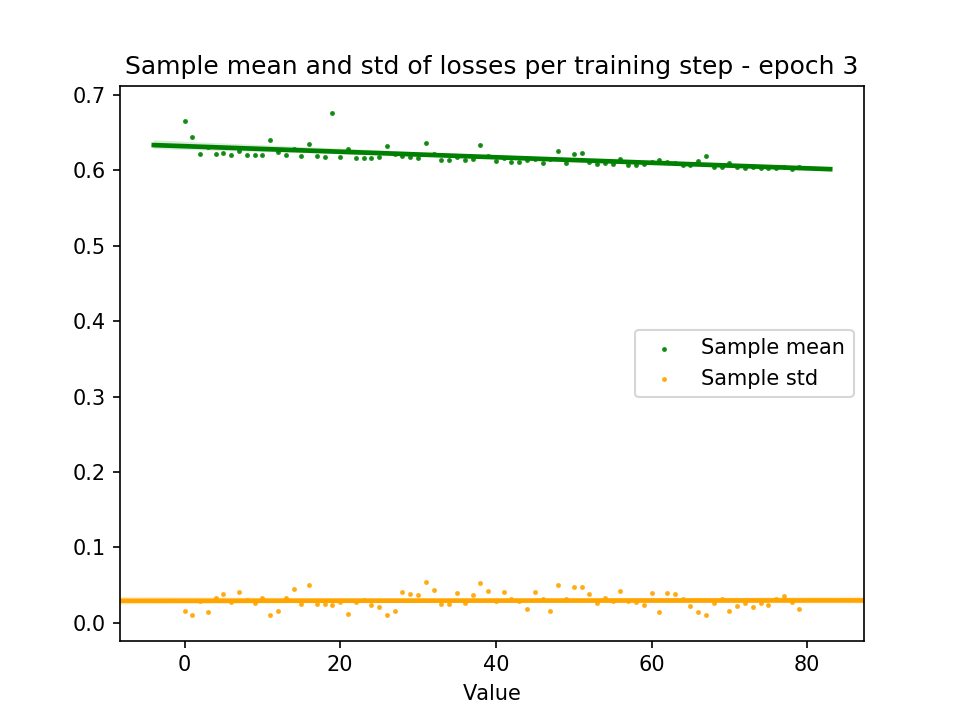 Sample mean and std of losses per training step - epoch 3
0.7
0.6
0.5
0.4
0.3
0.2
0.1
0.0
Sample mean
Sample std
0 20 40 60 80
Value